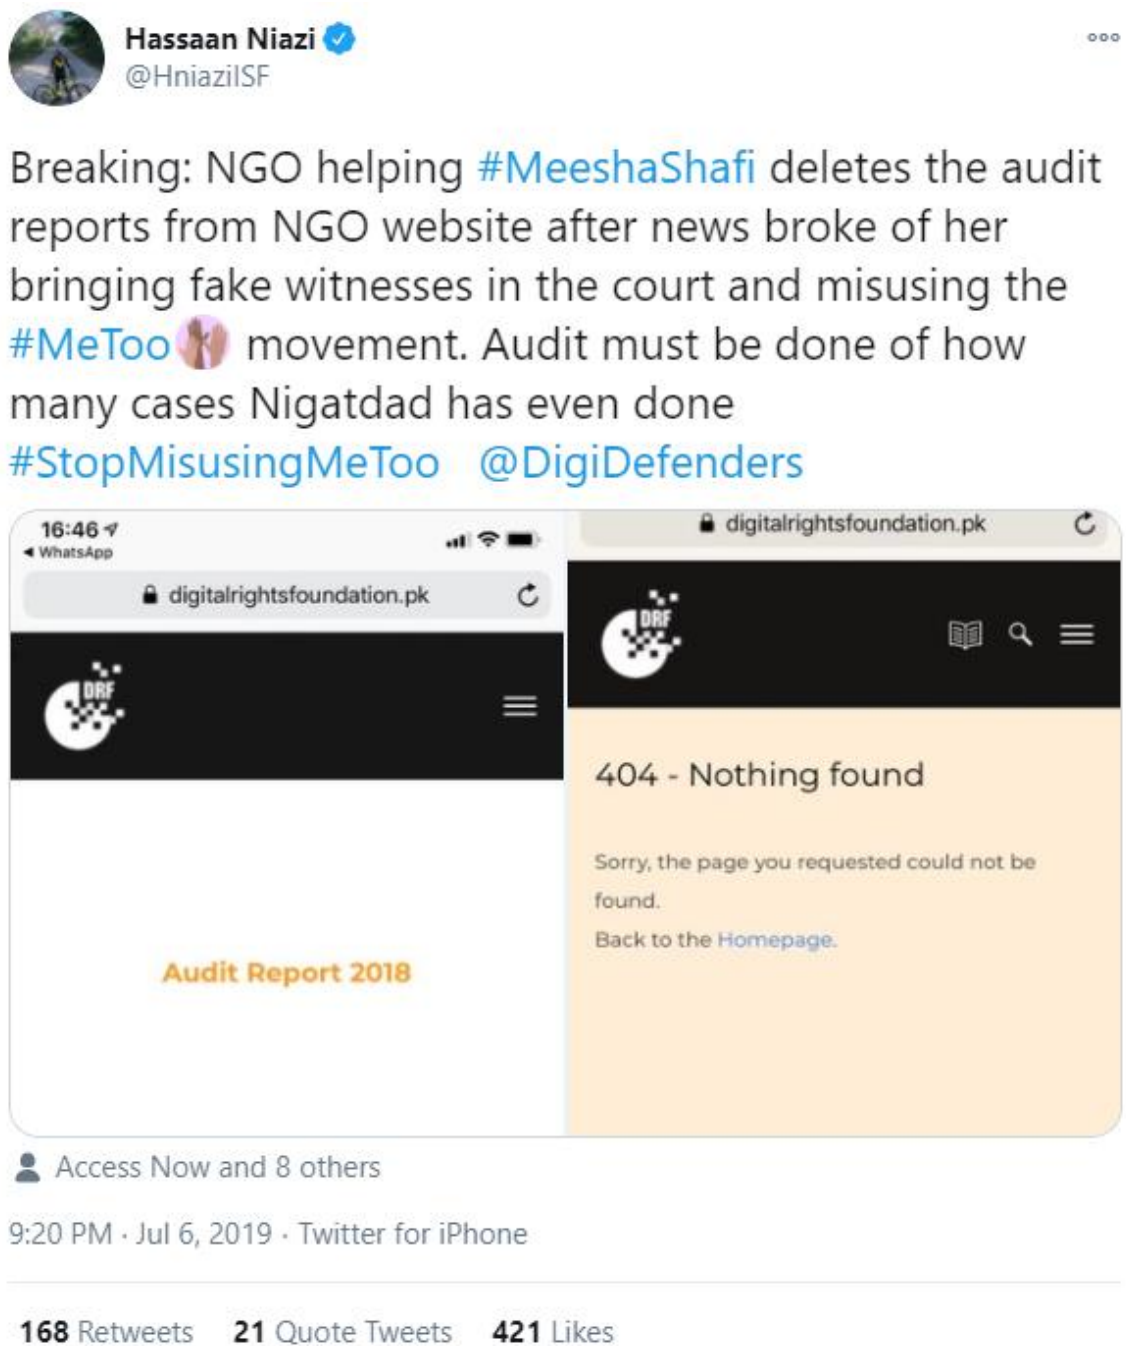 Hassaan Niazi
@HniaziISF
Breaking: NGO helping #MeeshaShafi deletes the audit
reports from NGO website after news broke of her
bringing fake witnesses in the court and misusing the
#MeToo movement. Audit must be done of how
many cases Nigatdad has even done
#StopMisusingMeToo @DigiDefenders
16:46
WhatsApp
digitalrightsfoundation.pk
DRF
Audit Report 2018
digitalrightsfoundation.pk
DRF
404 - Nothing found
Sorry, the page you requested could not be
found.
Back to the Homepage.
Access Now and 8 others
9:20 PM · Jul 6, 2019 · Twitter for iPhone
168 Retweets 21 Quote Tweets 421 Likes